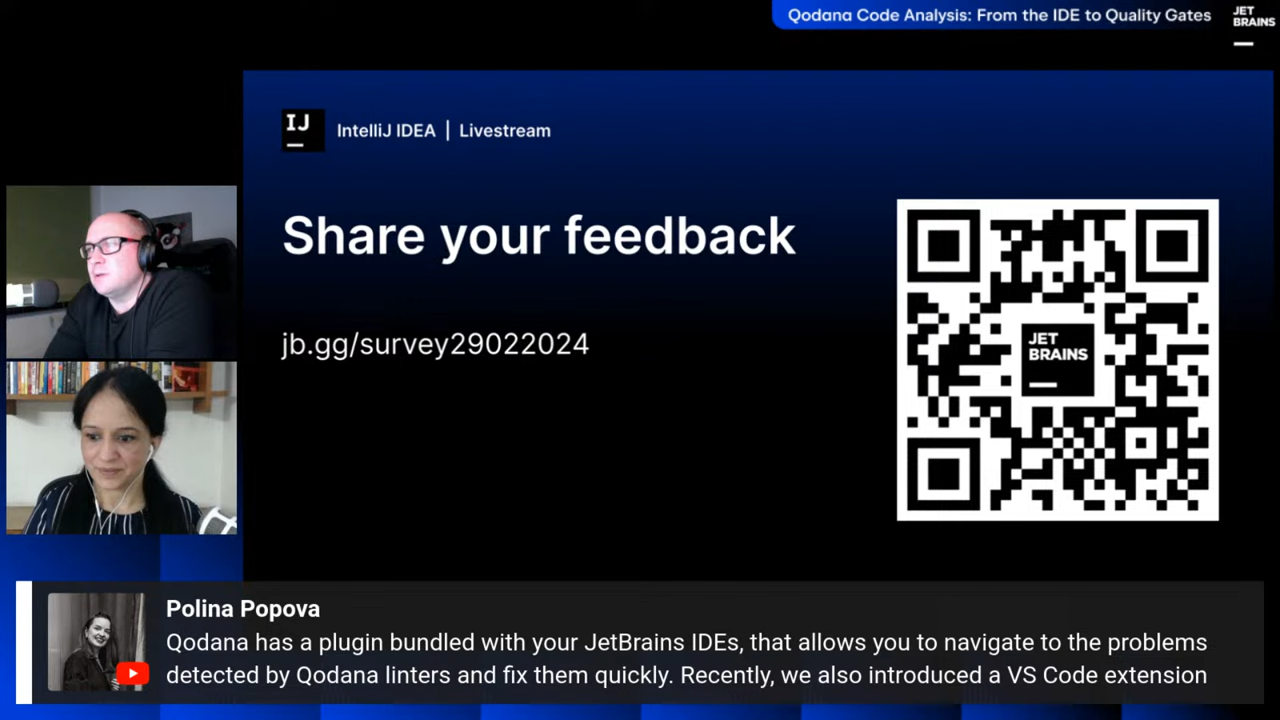 Qodana Code Analysis: From the IDE to Quality Gates
JET
BRAINS
IJ
IntelliJ IDEA | Livestream
Share your feedback
jb.gg/survey29022024
JET
BRAINS
Polina Popova
Qodana has a plugin bundled with your JetBrains IDEs, that allows you to navigate to the problems
detected by Qodana linters and fix them quickly. Recently, we also introduced a VS Code extension